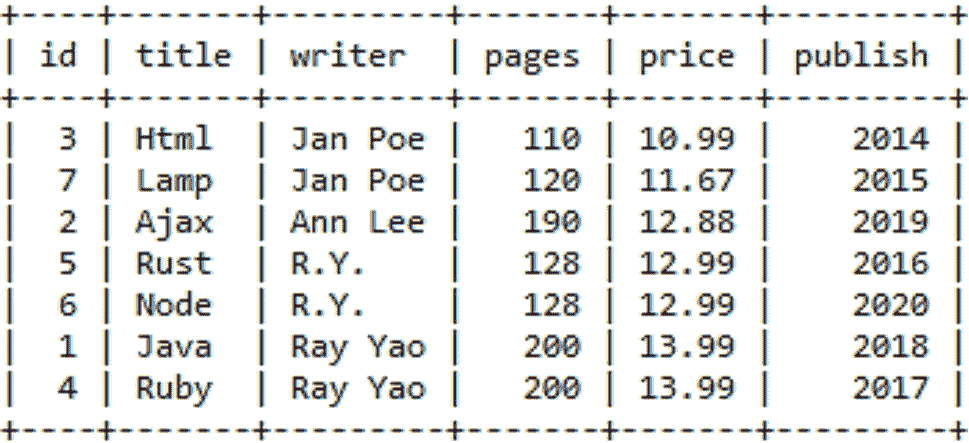 +----+-------+---------+-------+-------+---------+
| id | title | writer  | pages | price | publish |
+----+-------+---------+-------+-------+---------+
|  3 | Html  | Jan Poe |   110 | 10.99 |    2014 |
|  7 | Lamp  | Jan Poe |   120 | 11.67 |    2015 |
|  2 | Ajax  | Ann Lee |   190 | 12.88 |    2019 |
|  5 | Rust  | R.Y.    |   128 | 12.99 |    2016 |
|  6 | Node  | R.Y.    |   128 | 12.99 |    2020 |
|  1 | Java  | Ray Yao |   200 | 13.99 |    2018 |
|  4 | Ruby  | Ray Yao |   200 | 13.99 |    2017 |
+----+-------+---------+-------+-------+---------+